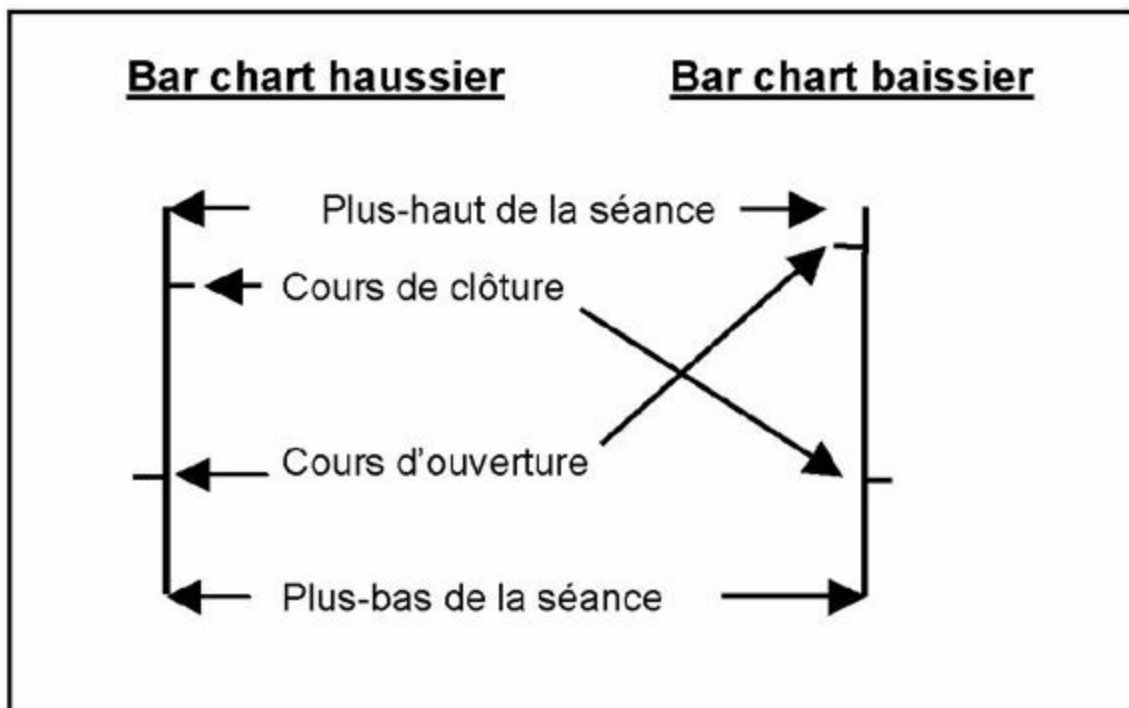 Bar chart haussier
Bar chart baissier
Plus-haut de la séance
Cours de clôture
Cours d'ouverture
Plus-bas de la séance